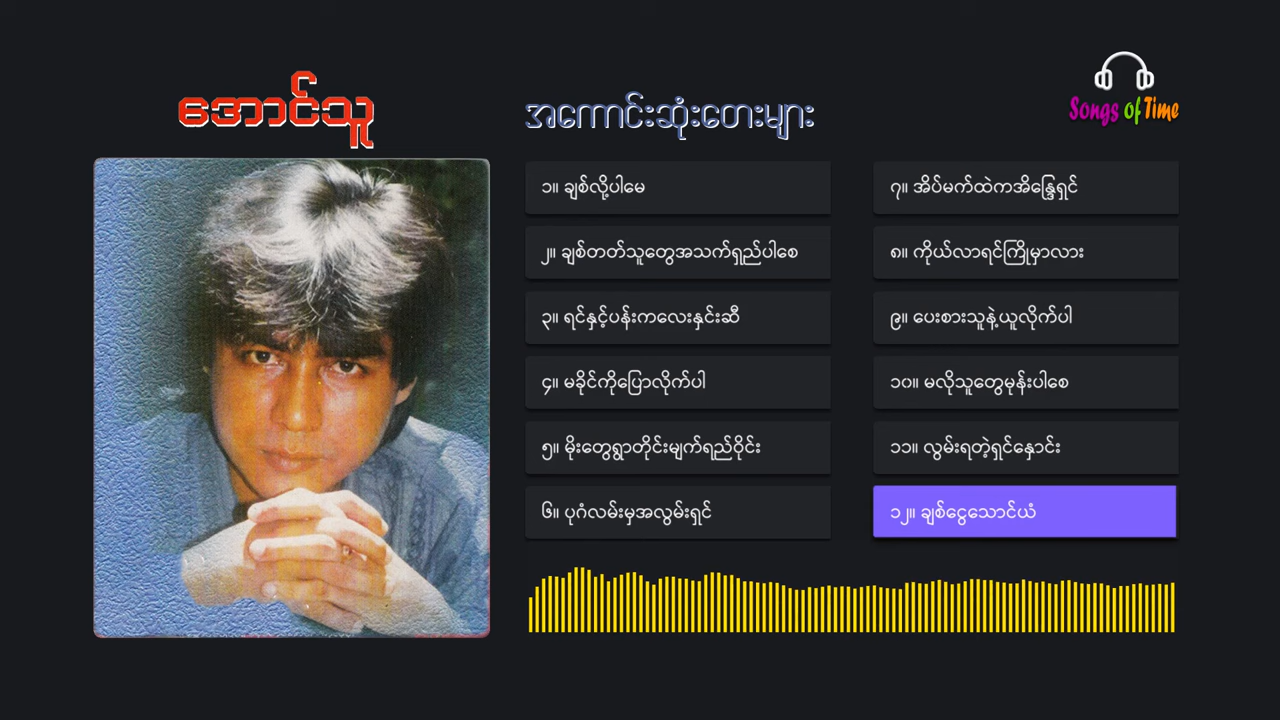 အောင်သူ
အကောင်းဆုံးတေးများ
Songs of Time
၁။ ချစ်လို့ပါမေ
၂။ ချစ်တတ်သူတွေအသက်ရှည်ပါစေ
၃။ ရင်နှင့်ပန်းကလေးနှင်းဆီ
၄။ မခိုင်ကိုပြောလိုက်ပါ
၅။ မိုးတွေရွာတိုင်းမျက်ရည်ဝိုင်း
၆။ ပုဂံလမ်းမှအလွမ်းရှင်
၇။ အိပ်မက်ထဲကအိန္ဒြေရှင်
၈။ ကိုယ်လာရင်ကြိုမှာလား
၉။ ပေးစားသူနဲ့ယူလိုက်ပါ
၁၀။ မလိုသူတွေမုန်းပါစေ
၁၁။ လွမ်းရတဲ့ရှင်နှောင်း
၁၂။ ချစ်ငွေသောင်ယံ